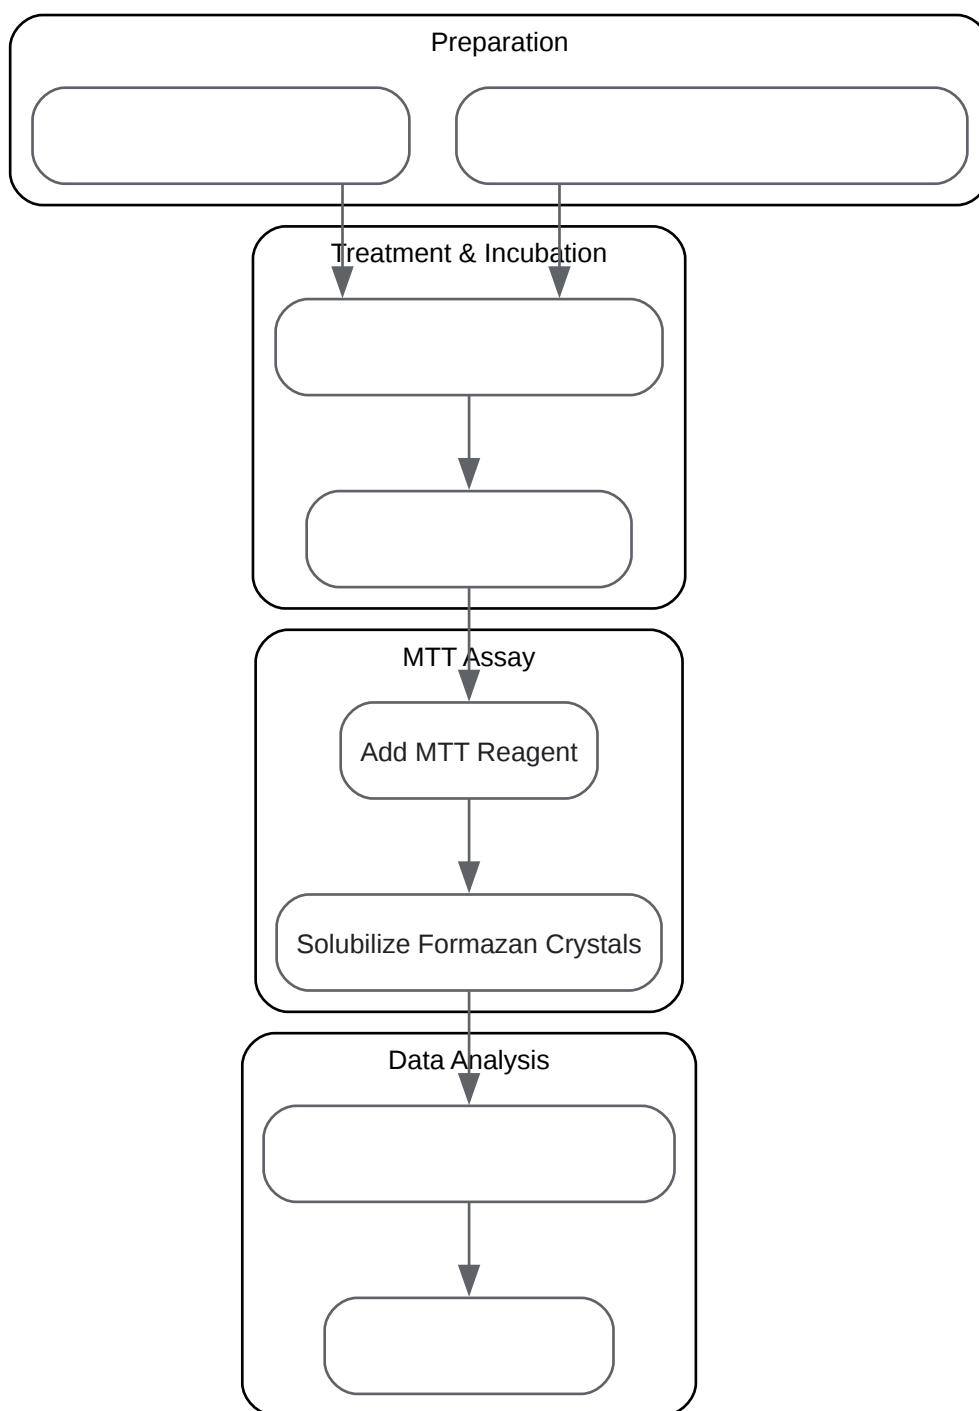 Preparation
Treatment & Incubation
MTT Assay
Add MTT Reagent
Solubilize Formazan Crystals
Data Analysis